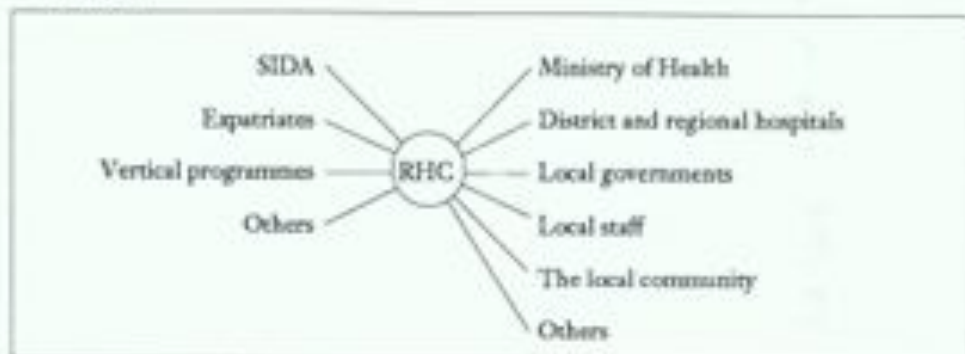 SIDA
Expatriates
Vertical programmes
Others
RHC
Ministry of Health
District and regional hospitals
Local governments
Local staff
The local community
Others